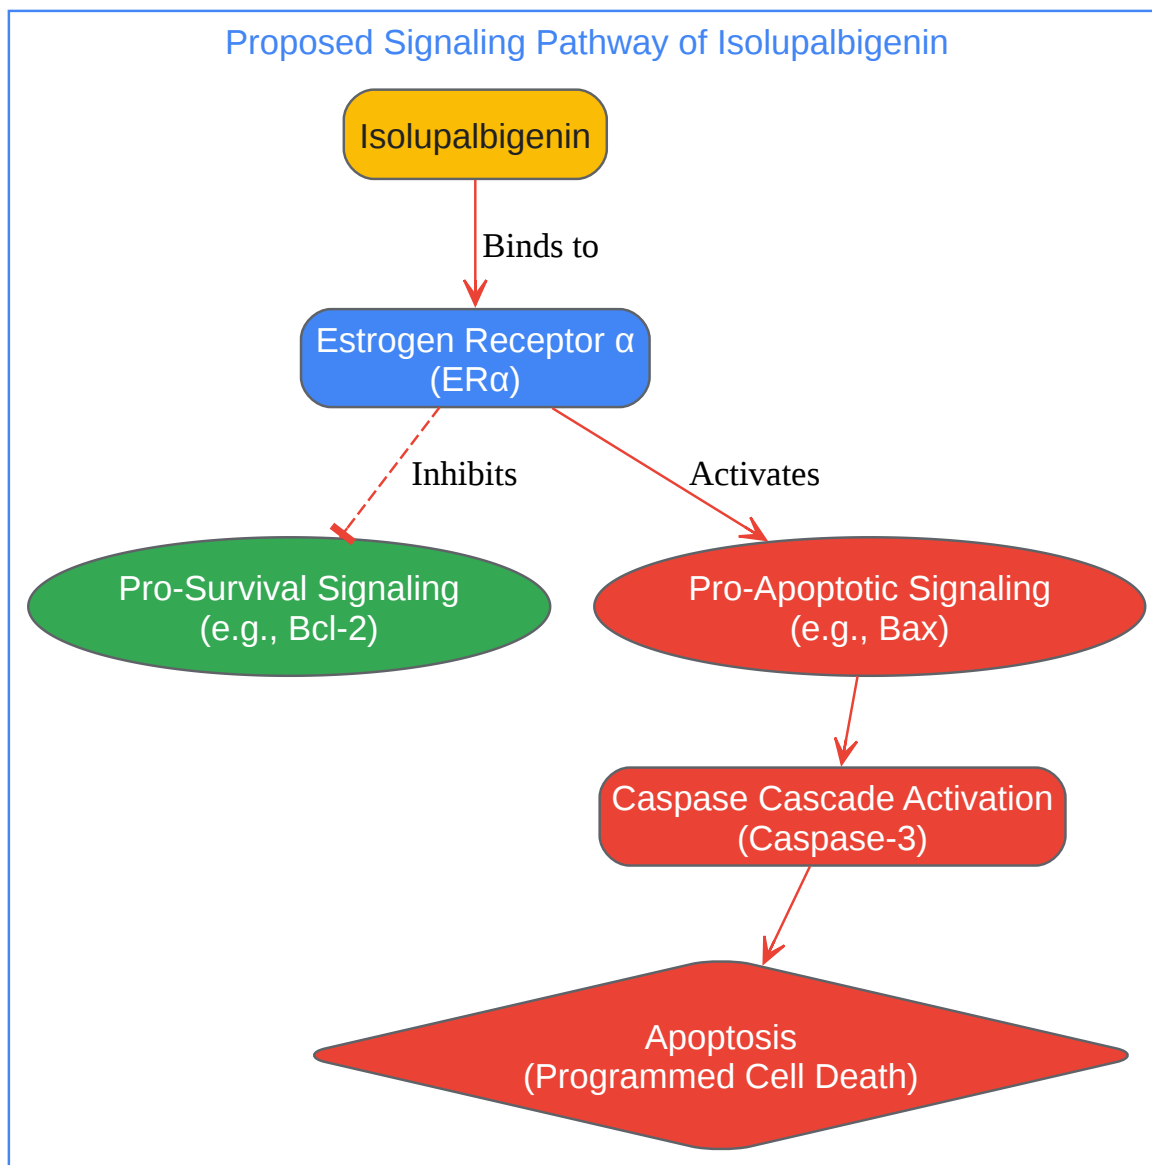 Proposed Signaling Pathway of Isolupalbigenin
Isolupalbigenin
Binds to
Estrogen Receptor α
(ERα)
Inhibits
Activates
Pro-Survival Signaling
(e.g., Bcl-2)
Pro-Apoptotic Signaling
(e.g., Bax)
Caspase Cascade Activation
(Caspase-3)
Apoptosis
(Programmed Cell Death)